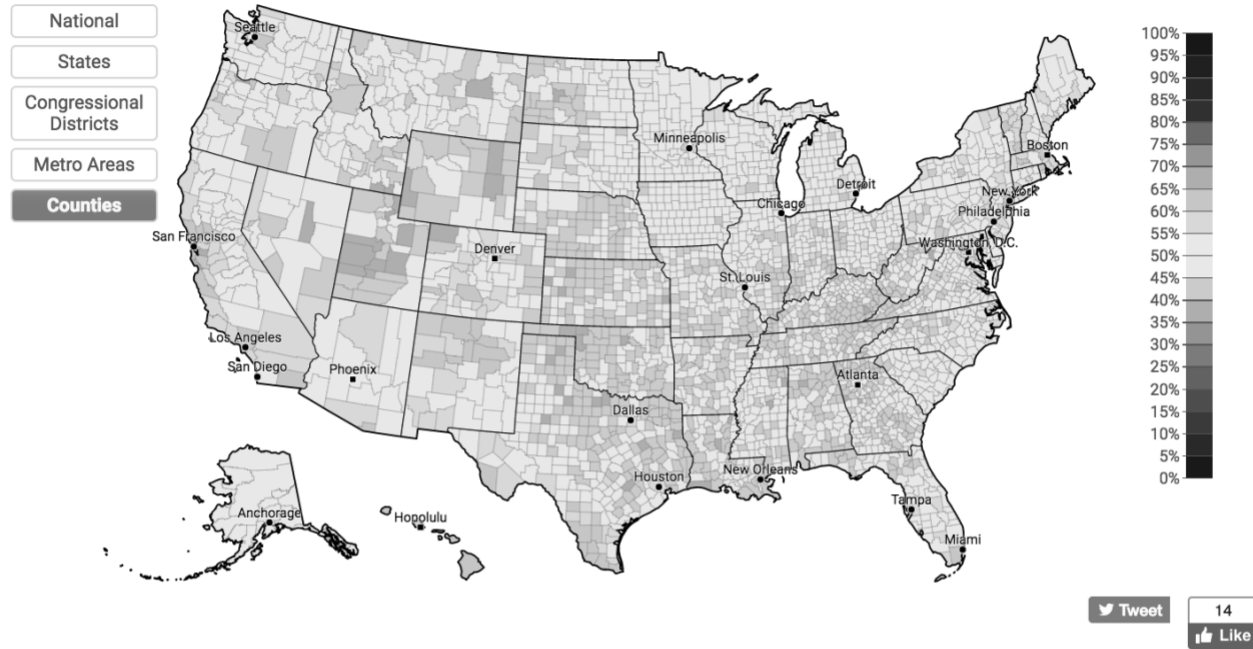 National
States
Congressional
Districts
Metro Areas
Counties
Seattle
Minneapolis
Boston
Detroit
New York
Chicago
Philadelphia
San Francisco
Denver
Washington, D.C.
St. Louis
Los Angeles
San Diego
Phoenix
Atlanta
Dallas
Houston
New Orleans
Tampa
Anchorage
Honolulu
Miami
100%
95%
90%
85%
80%
75%
70%
65%
60%
55%
50%
45%
40%
35%
30%
25%
20%
15%
10%
5%
0%
Tweet
14
Like